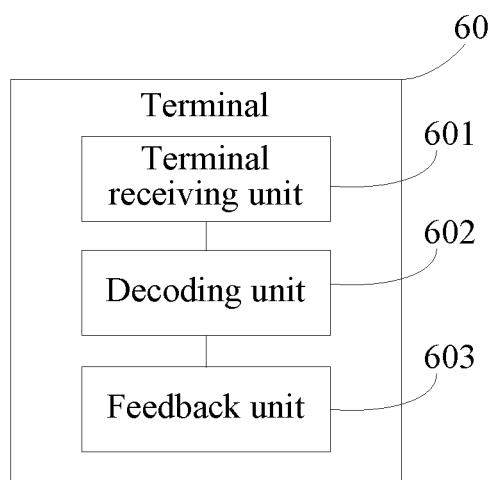 60
Terminal
Terminal
receiving unit
601
Decoding unit
602
Feedback unit
603